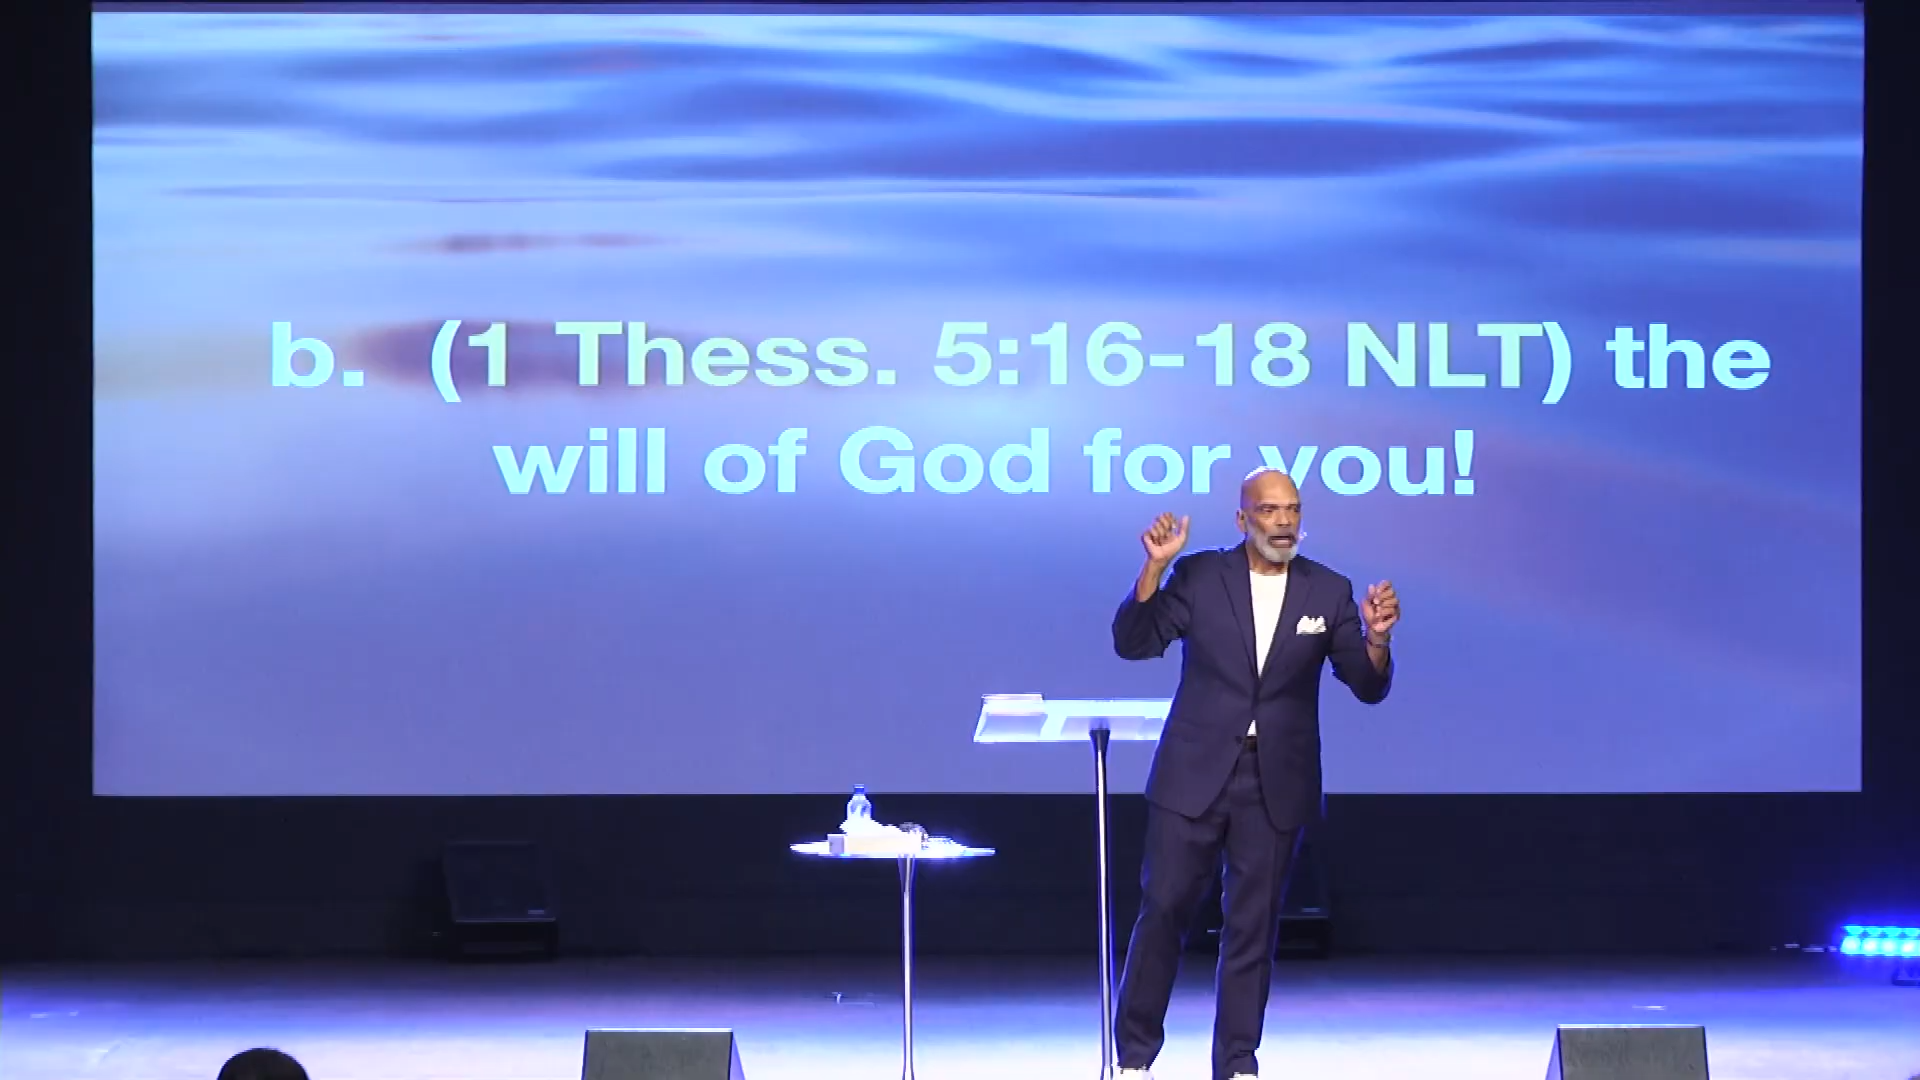 b. (1 Thess. 5:16-18 NLT) the
will of God for you!